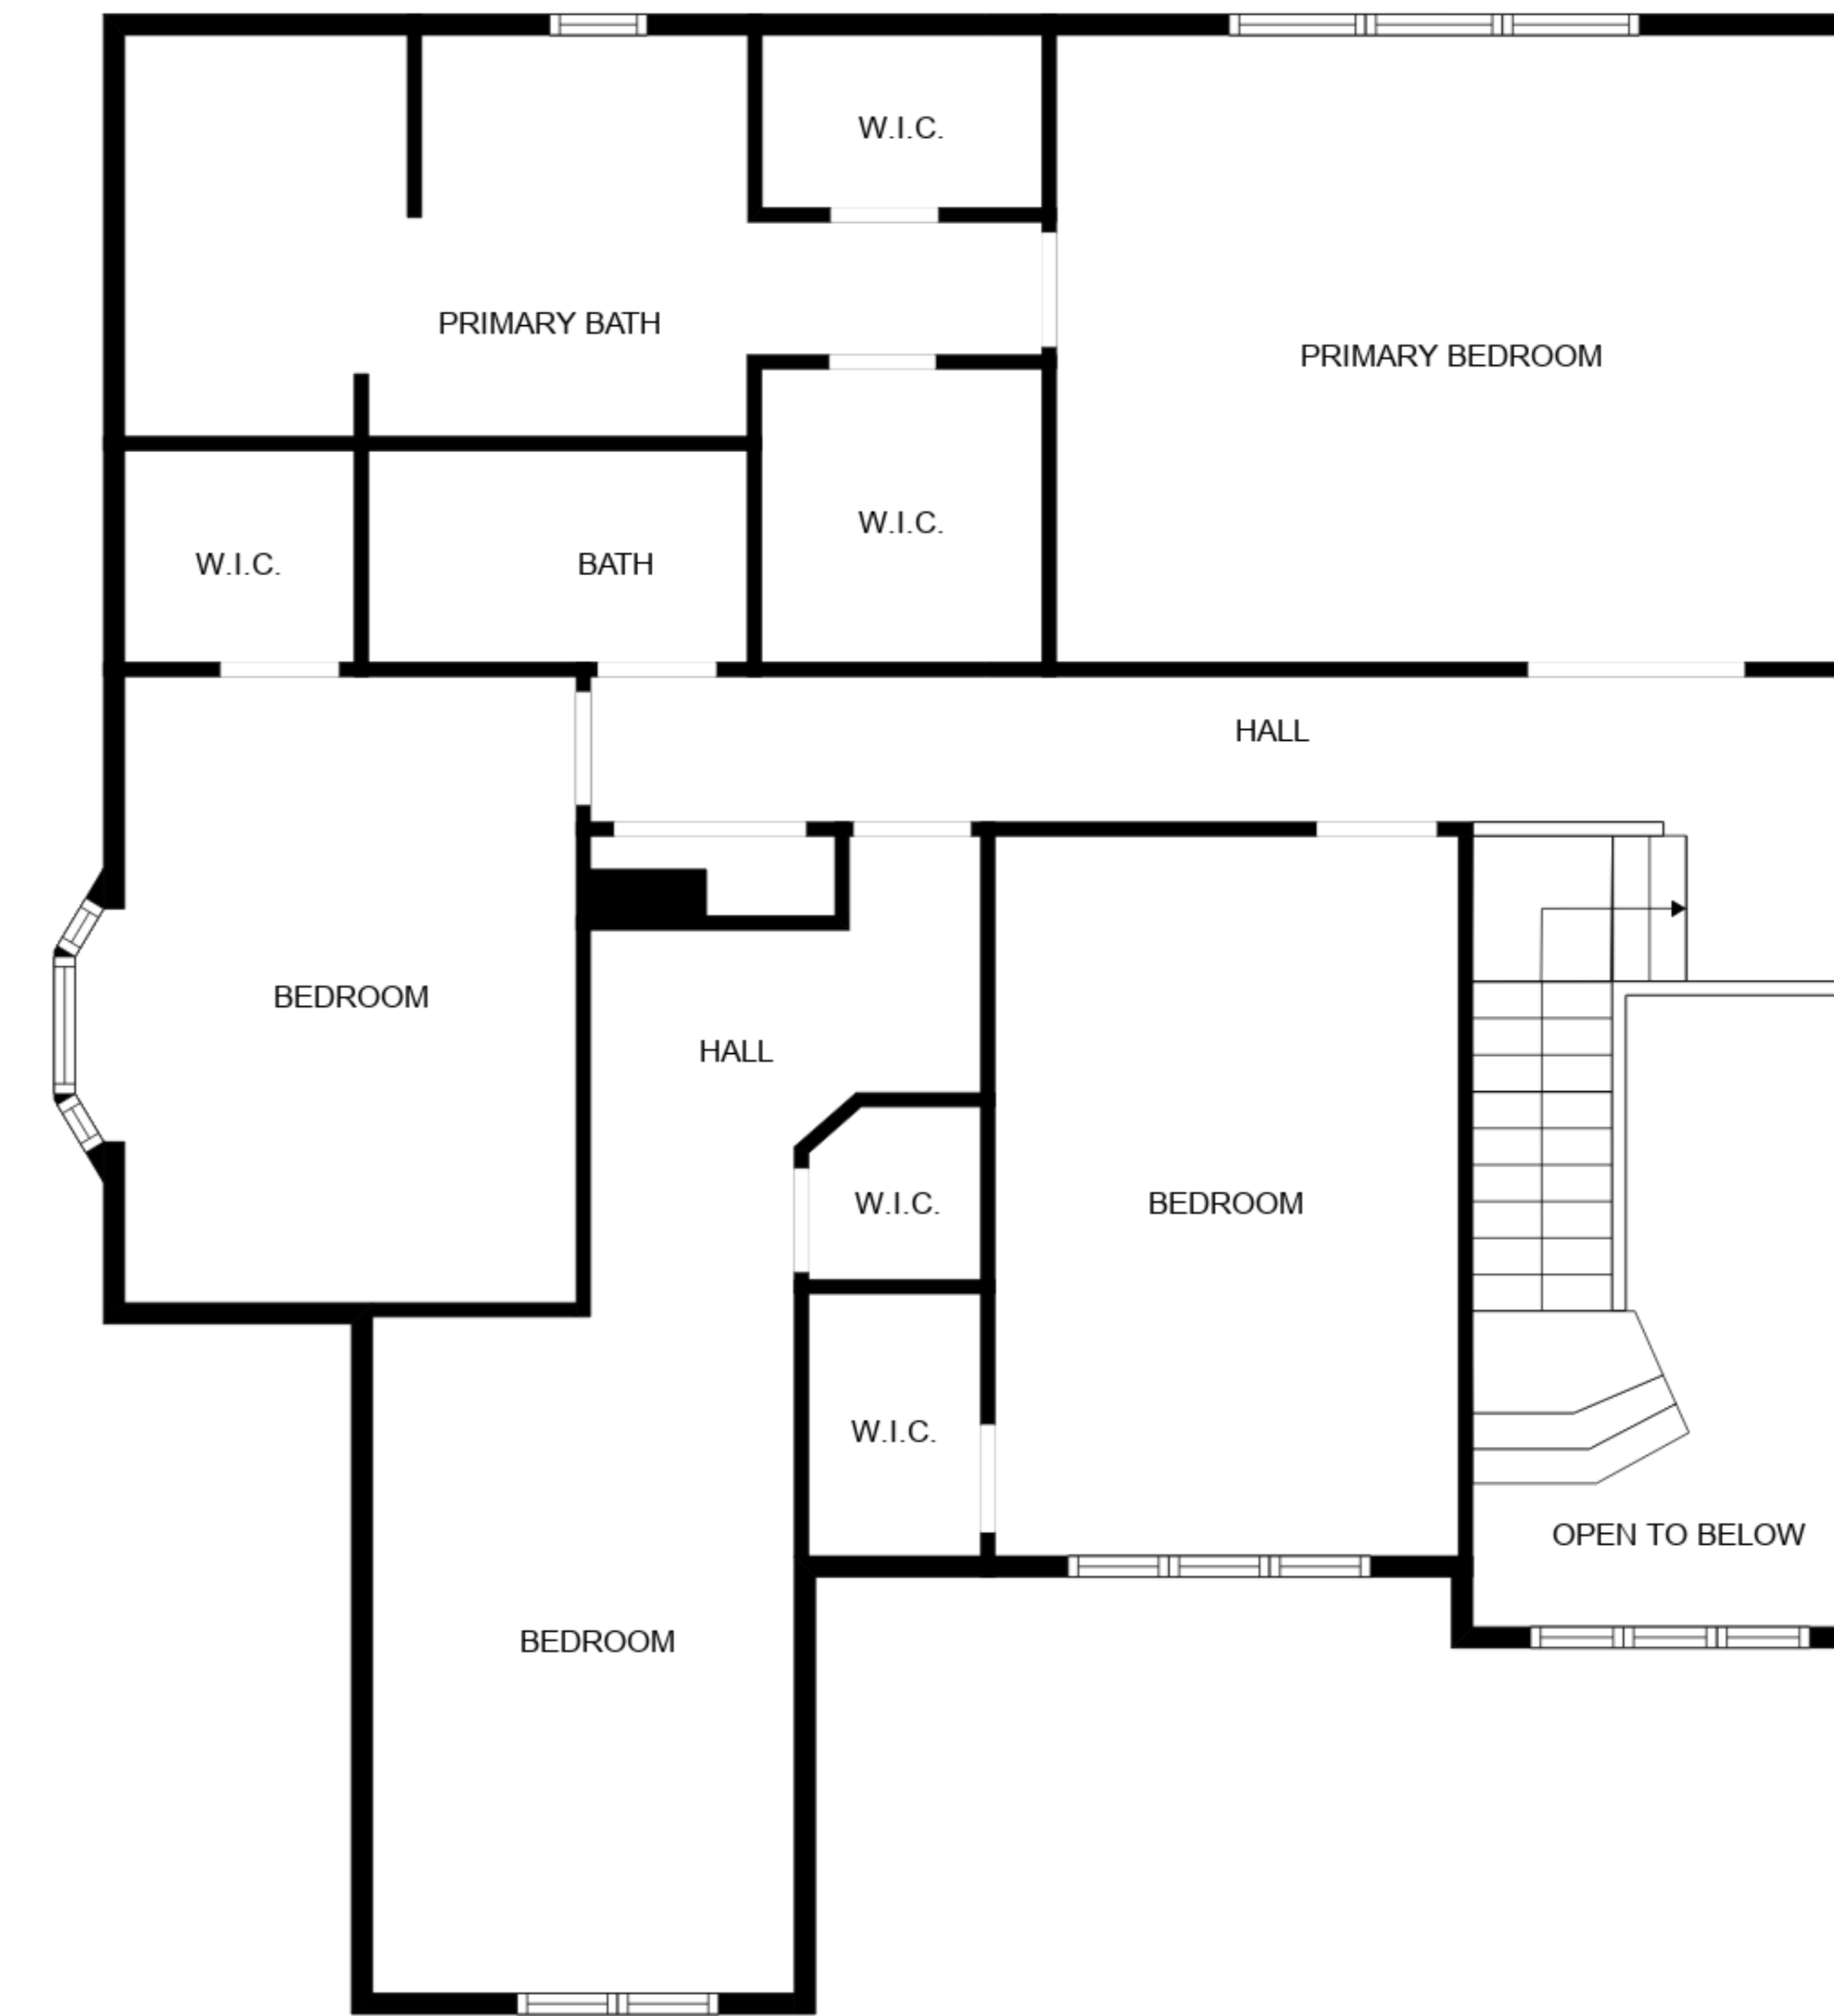 W.I.C.
PRIMARY BATH
PRIMARY BEDROOM
W.I.C.
W.I.C.
BATH
HALL
BEDROOM
HALL
W.I.C.
BEDROOM
W.I.C.
OPEN TO BELOW
BEDROOM